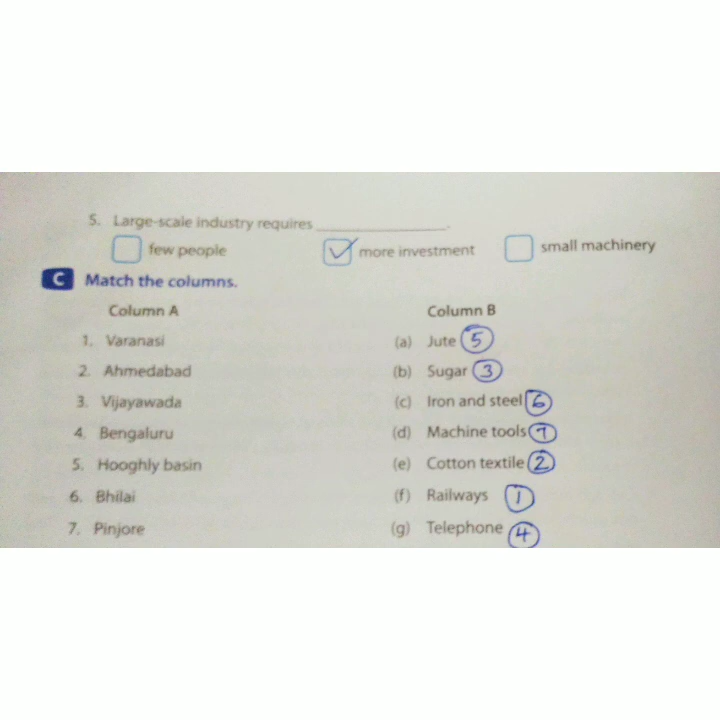 5. Large-scale industry requires ____________.
few people ✓ more investment small machinery
C Match the columns.
Column A Column B
1. Varanasi (a) Jute 5
2. Ahmedabad (b) Sugar 3
3. Vijayawada (c) Iron and steel 6
4. Bengaluru (d) Machine tools 7
5. Hooghly basin (e) Cotton textile 2
6. Bhilai (f) Railways 1
7. Pinjore (g) Telephone 4